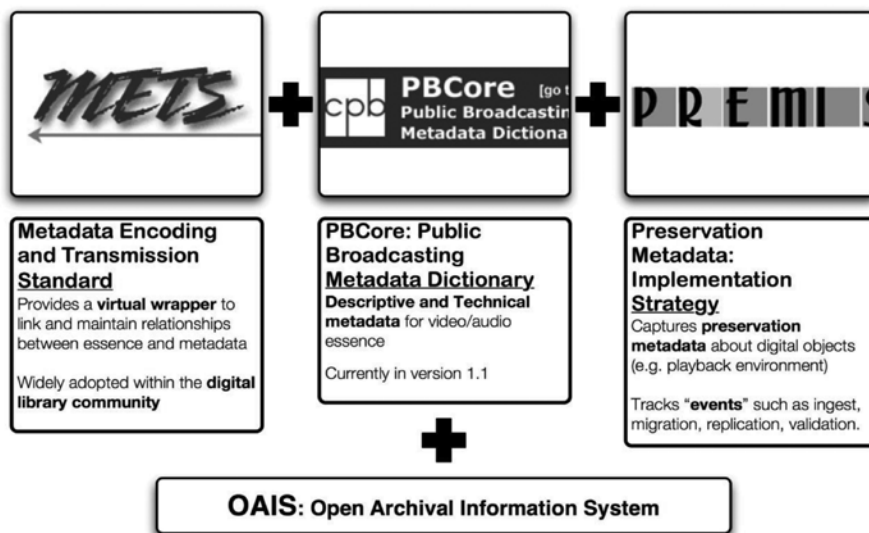 METS
cpb
PBCore [go t
Public Broadcastin
Metadata Dictiona
PREMIS
Metadata Encoding
and Transmission
Standard
Provides a virtual wrapper to
link and maintain relationships
between essence and metadata
Widely adopted within the digital
library community
PBCore: Public
Broadcasting
Metadata Dictionary
Descriptive and Technical
metadata for video/audio
essence
Currently in version 1.1
Preservation
Metadata:
Implementation
Strategy
Captures preservation
metadata about digital objects
(e.g. playback environment)
Tracks “events” such as ingest,
migration, replication, validation.
OAIS: Open Archival Information System